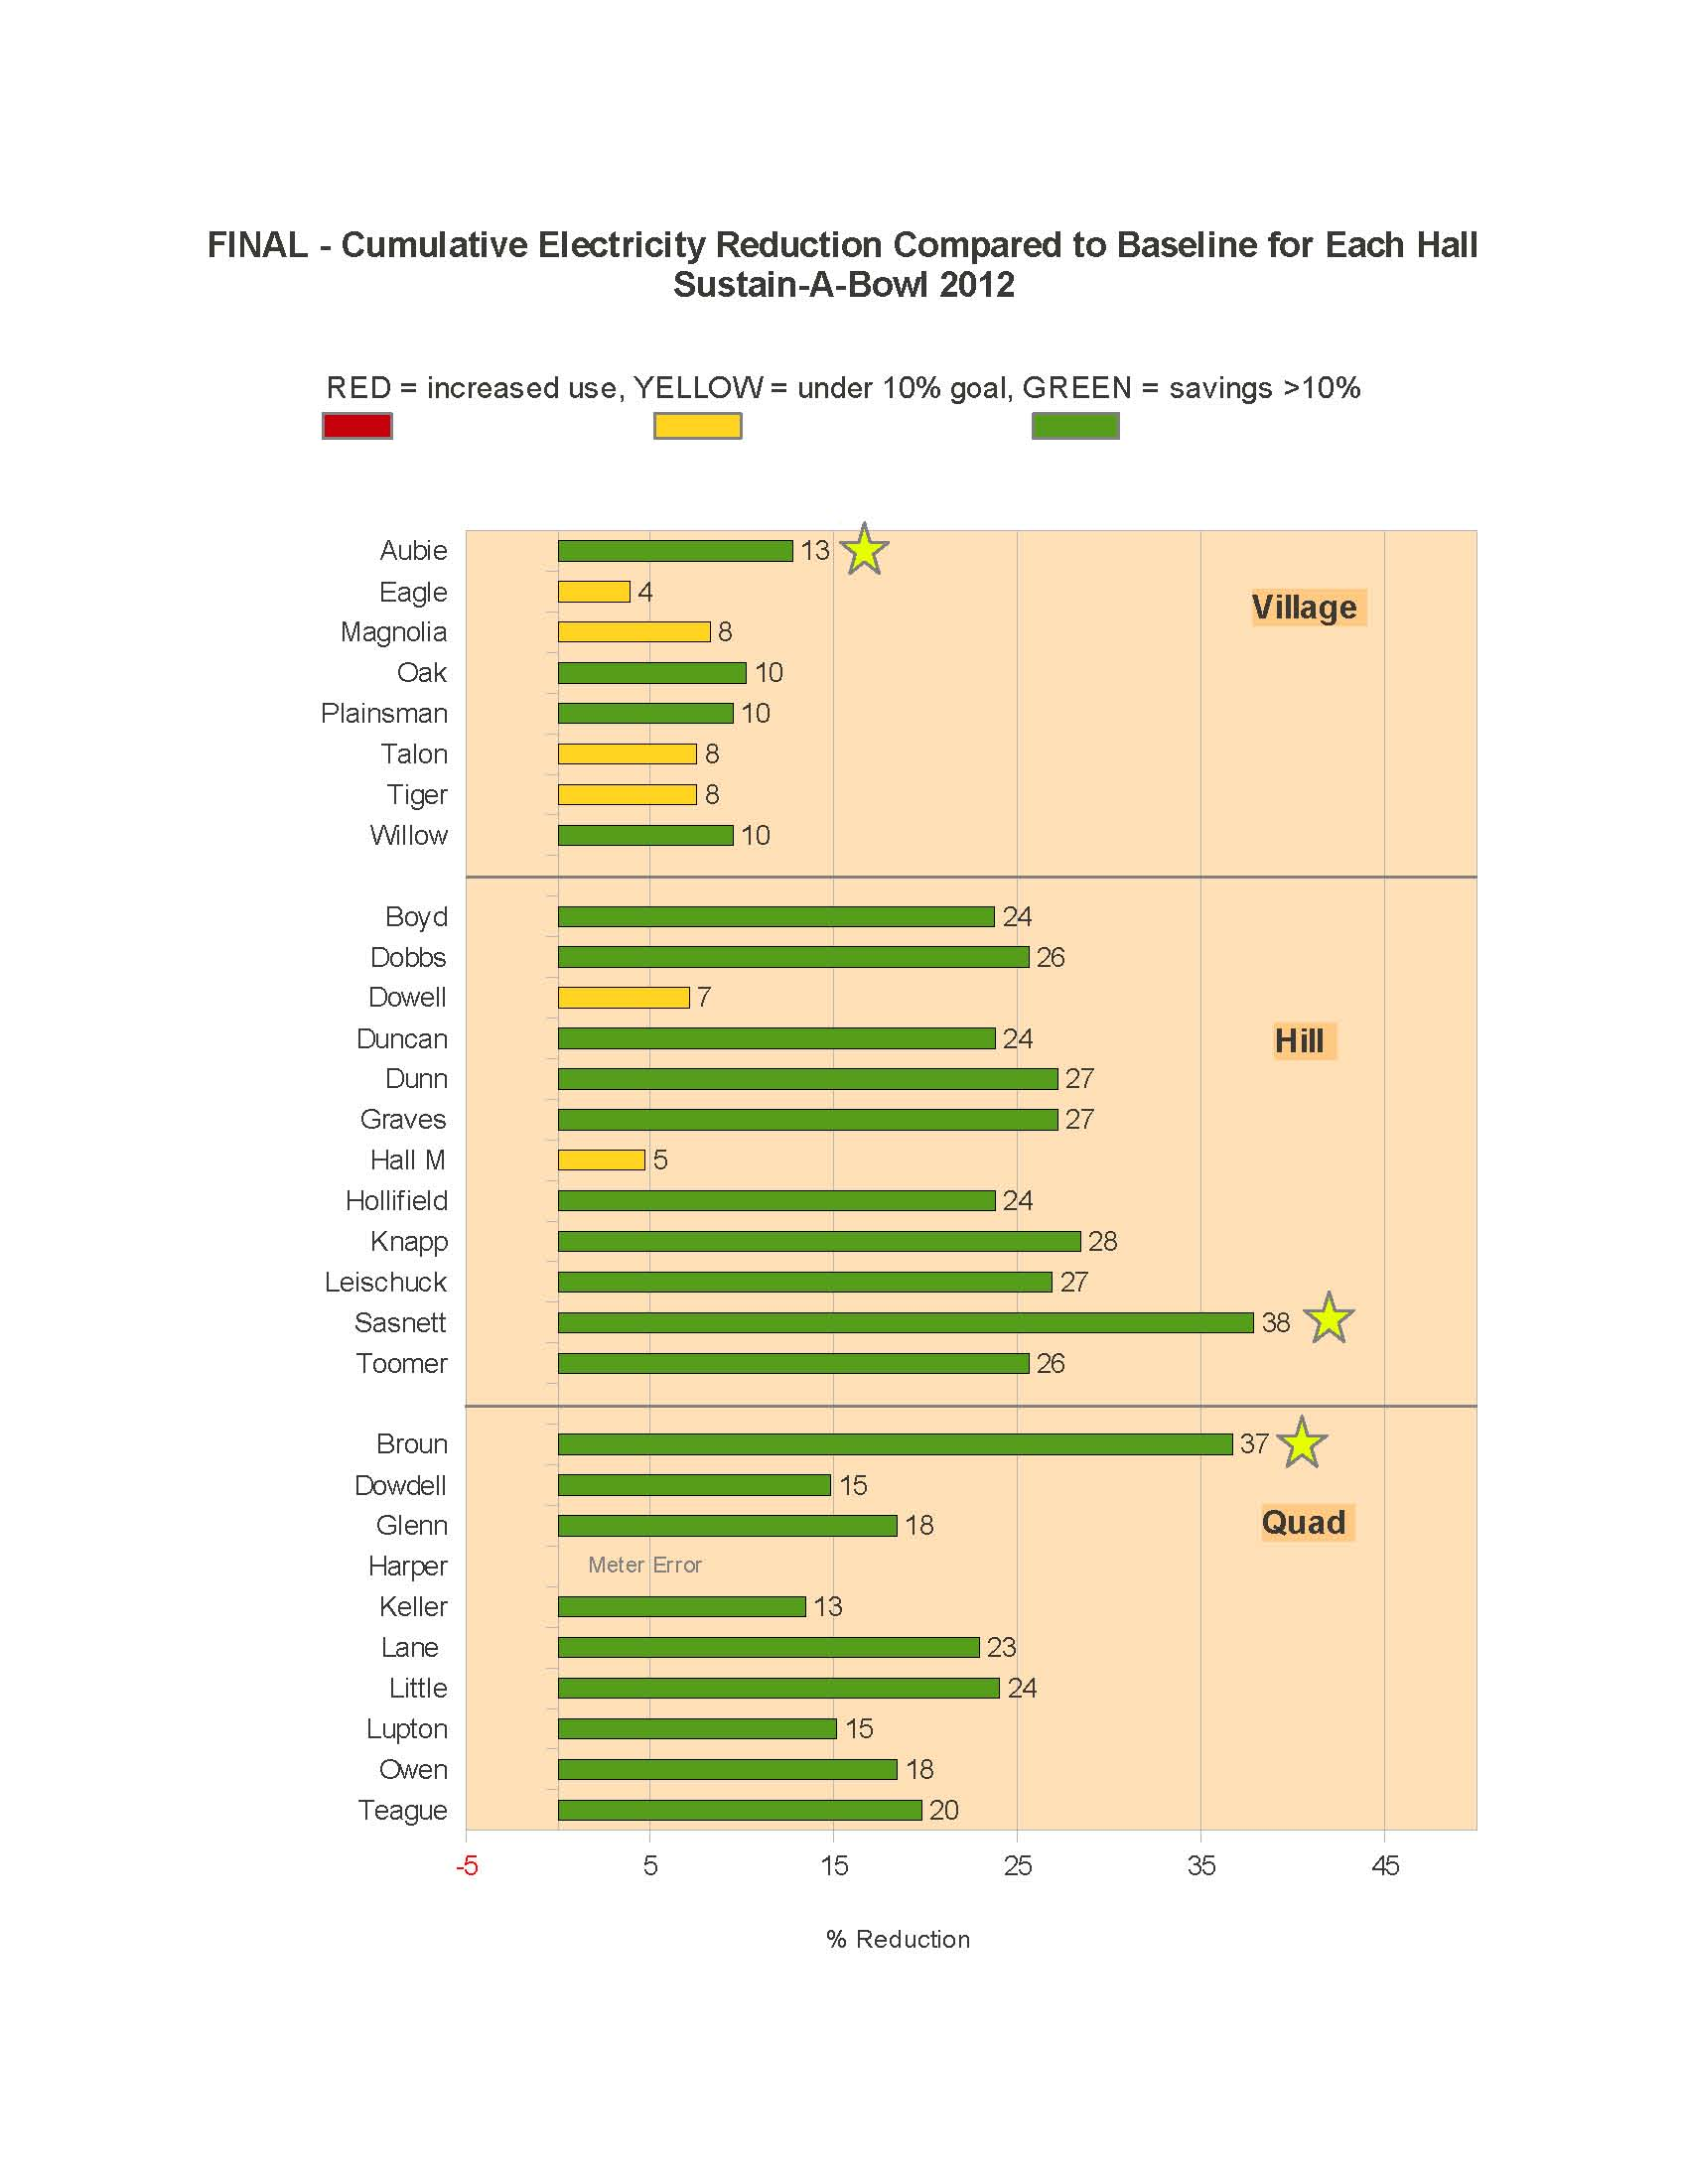 FINAL - Cumulative Electricity Reduction Compared to Baseline for Each Hall
Sustain-A-Bowl 2012
RED = increased use, YELLOW = under 10% goal, GREEN = savings >10%
Aubie 13
Eagle 4
Village
Magnolia 8
Oak 10
Plainsman 10
Talon 8
Tiger 8
Willow 10
Boyd 24
Dobbs 26
Dowell 7
Duncan 24
Hill
Dunn 27
Graves 27
Hall M 5
Hollifield 24
Knapp 28
Leischuck 27
Sasnett 38
Toomer 26
Broun 37
Dowdell 15
Glenn 18
Quad
Harper Meter Error
Keller 13
Lane 23
Little 24
Lupton 15
Owen 18
Teague 20
-5 5 15 25 35 45
% Reduction